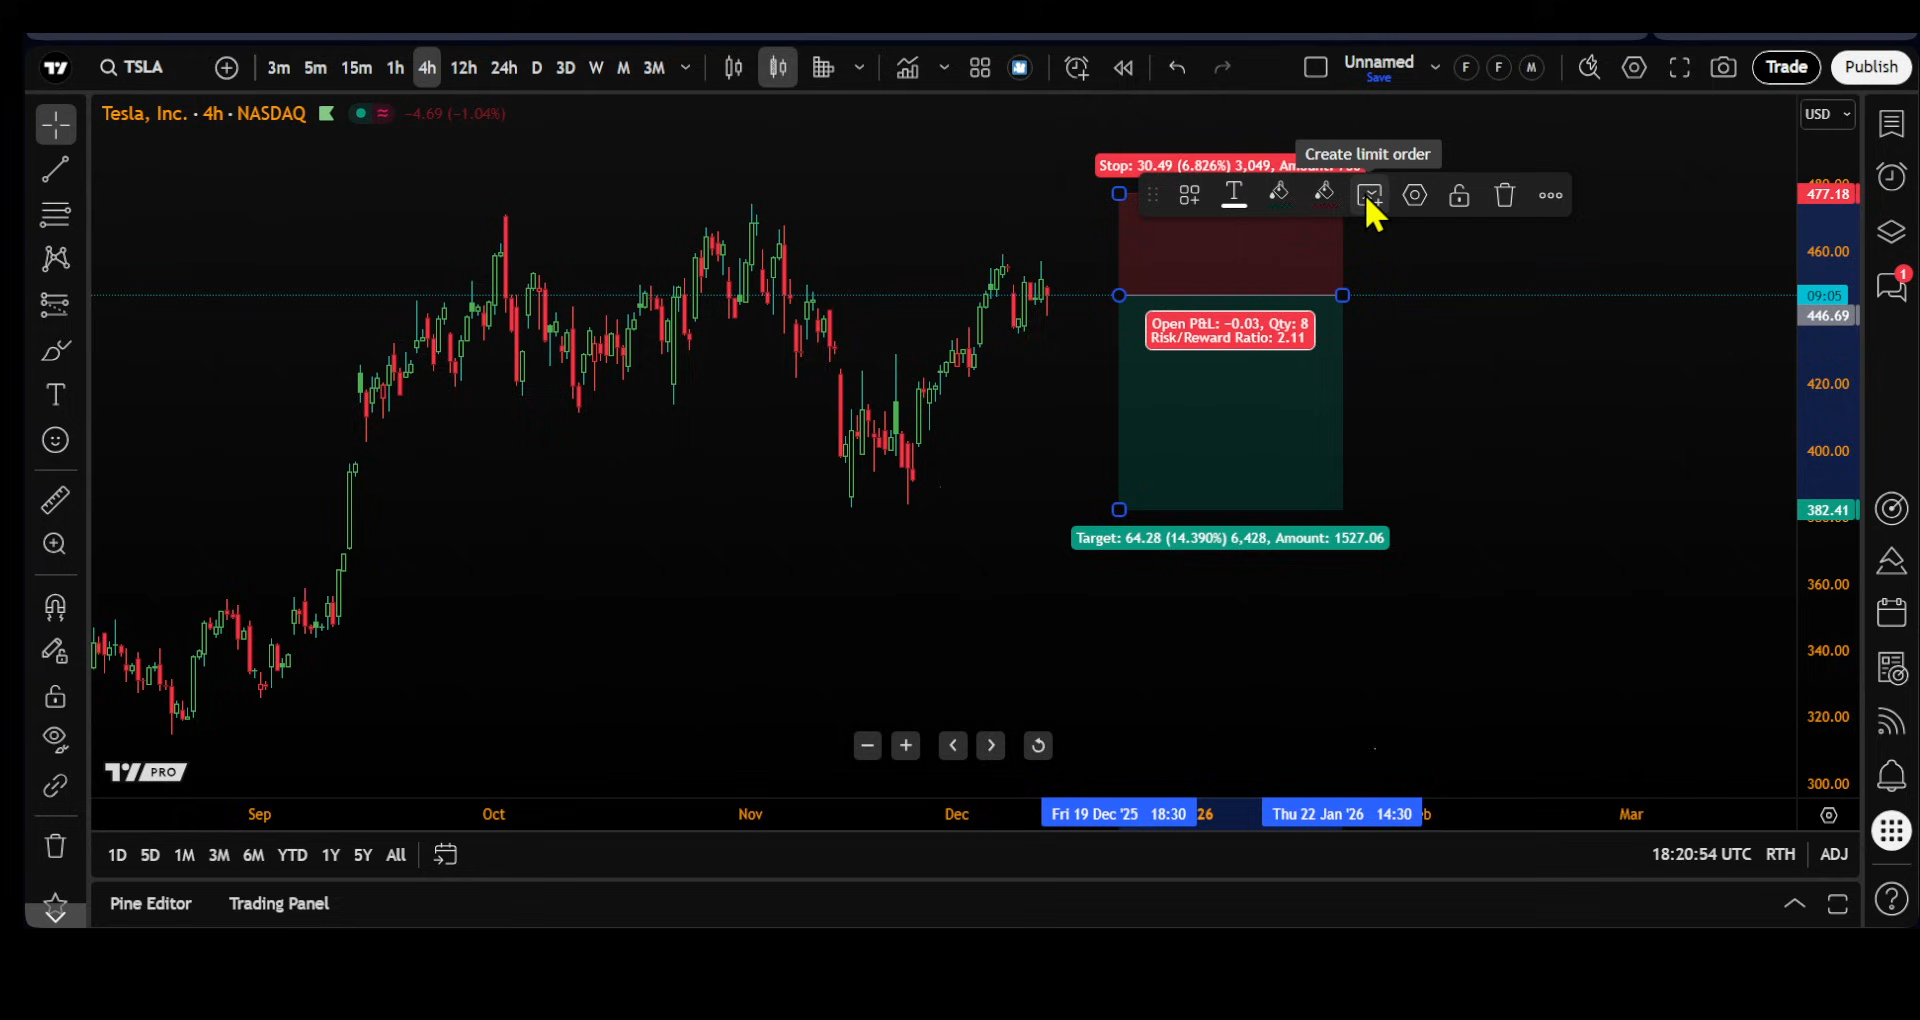 TSLA
3m 5m 15m 1h 4h 12h 24h D 3D W M 3M
Unnamed
Save
F F M
Trade
Publish
Tesla, Inc. · 4h · NASDAQ
−4.69 (−1.04%)
USD
Create limit order
Stop: 30.49 (6.826%) 3,049,
477.18
460.00
09:05
446.69
Open P&L: −0.03, Qty: 8
Risk/Reward Ratio: 2.11
420.00
400.00
382.41
Target: 64.28 (14.390%) 6,428, Amount: 1527.06
360.00
340.00
320.00
300.00
1
PRO
Sep Oct Nov Dec Fri 19 Dec '25 18:30 26 Thu 22 Jan '26 14:30 Mar
1D 5D 1M 3M 6M YTD 1Y 5Y All
18:20:54 UTC RTH ADJ
Pine Editor Trading Panel